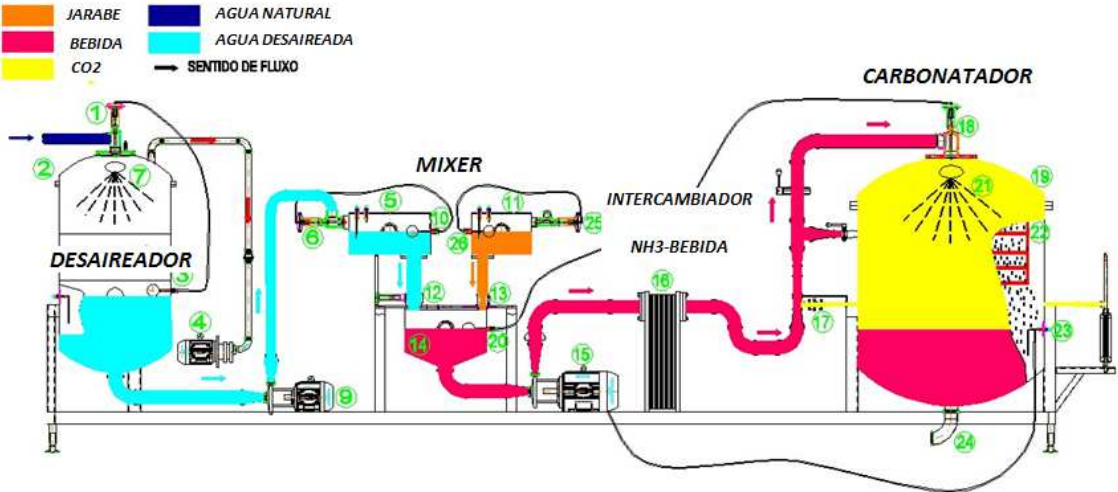 JARABE
AGUA NATURAL
BEBIDA
AGUA DESAIREADA
CO2
SENTIDO DE FLUXO
CARBONATADOR
1
18
2
7
MIXER
INTERCAMBIADOR
21
19
5
10
11
6
26
25
22
NH3-BEBIDA
DESAIREADOR
3
16
12
13
17
4
14
20
23
15
9
24